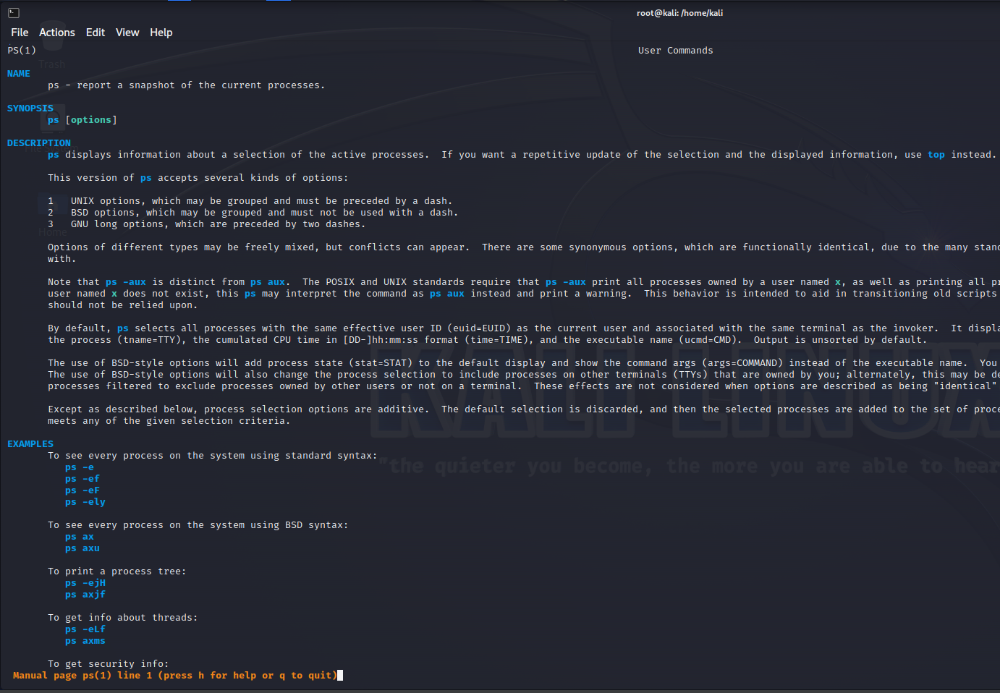 root@kali: /home/kali
File Actions Edit View Help
PS(1) User Commands
Trash
NAME
ps - report a snapshot of the current processes.
SYNOPSIS
ps [options]
DESCRIPTION
ps displays information about a selection of the active processes. If you want a repetitive update of the selection and the displayed information, use top instead.
This version of ps accepts several kinds of options:
1 UNIX options, which may be grouped and must be preceded by a dash.
2 BSD options, which may be grouped and must not be used with a dash.
3 GNU long options, which are preceded by two dashes.
Home
Options of different types may be freely mixed, but conflicts can appear. There are some synonymous options, which are functionally identical, due to the many stand
with.
Note that ps -aux is distinct from ps aux. The POSIX and UNIX standards require that ps -aux print all processes owned by a user named x, as well as printing all pr
user named x does not exist, this ps may interpret the command as ps aux instead and print a warning. This behavior is intended to aid in transitioning old scripts
should not be relied upon.
By default, ps selects all processes with the same effective user ID (euid=EUID) as the current user and associated with the same terminal as the invoker. It displa
the process (tname=TTY), the cumulated CPU time in [DD-]hh:mm:ss format (time=TIME), and the executable name (ucmd=CMD). Output is unsorted by default.
The use of BSD-style options will add process state (stat=STAT) to the default display and show the command args (args=COMMAND) instead of the executable name. You
The use of BSD-style options will also change the process selection to include processes on other terminals (TTYs) that are owned by you; alternately, this may be de
processes filtered to exclude processes owned by other users or not on a terminal. These effects are not considered when options are described as being "identical"
KALI LINUX
Except as described below, process selection options are additive. The default selection is discarded, and then the selected processes are added to the set of proce
meets any of the given selection criteria.
EXAMPLES
To see every process on the system using standard syntax:
"the quieter you become, the more you are able to hear
ps -e
ps -ef
ps -eF
ps -ely
To see every process on the system using BSD syntax:
ps ax
ps axu
To print a process tree:
ps -ejH
ps axjf
To get info about threads:
ps -eLf
ps axms
To get security info:
Manual page ps(1) line 1 (press h for help or q to quit)